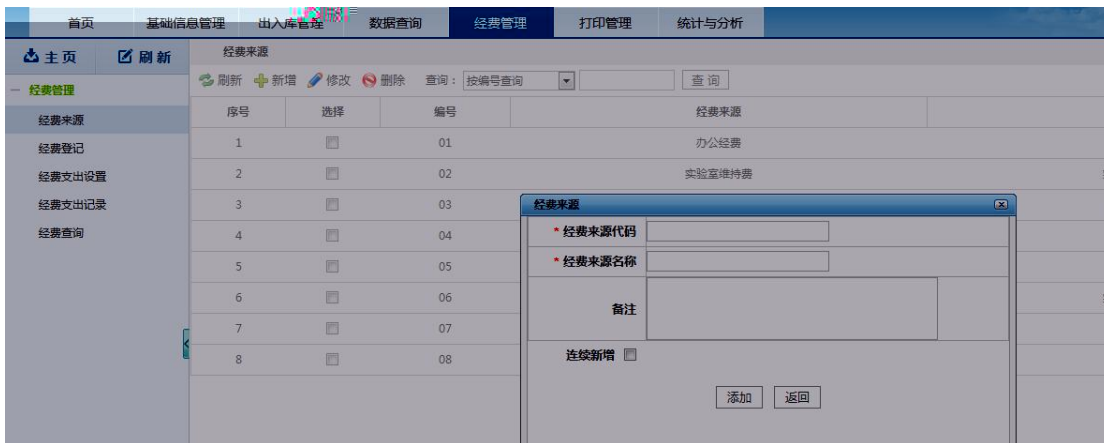 首页 基础信息管理 出入库管理 数据查询 经费管理 打印管理 统计与分析
主页 刷新 经费来源
刷新 新增 修改 删除 查询： 按编号查询 查询
经费管理
经费来源
经费登记
经费支出设置
经费支出记录
经费查询
序号 选择 编号 经费来源
1 01 办公经费
2 02 实验室维持费
3 03
4 04
5 05
6 06
7 07
8 08
经费来源
* 经费来源代码
* 经费来源名称
备注
连续新增
添加 返回